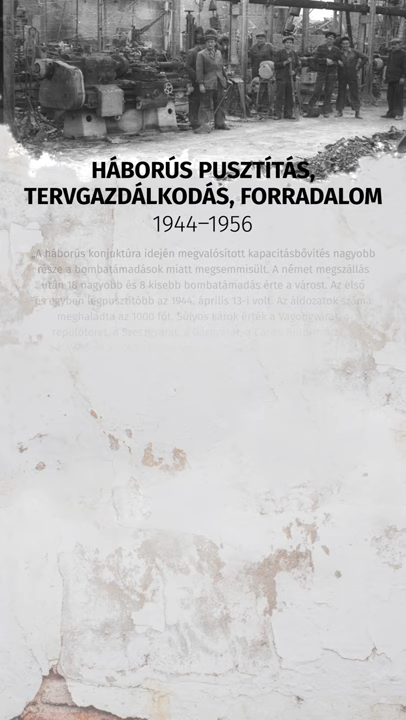 HÁBORÚS PUSZTÍTÁS,
TERVGAZDÁLKODÁS, FORRADALOM
1944–1956
A háborús konjuktúra idején megvalósított kapacitásbővítés nagyobb
része a bombatámadások miatt megsemmisült. A német megszállás
után 18 nagyobb és 8 kisebb bombatámadás érte a várost. Az első
és egyben legpusztítóbb az 1944. április 13-i volt. Az áldozatok száma
meghaladta az 1000 főt. Súlyos károk érték a Vagongyárat, a
repülőteret, a